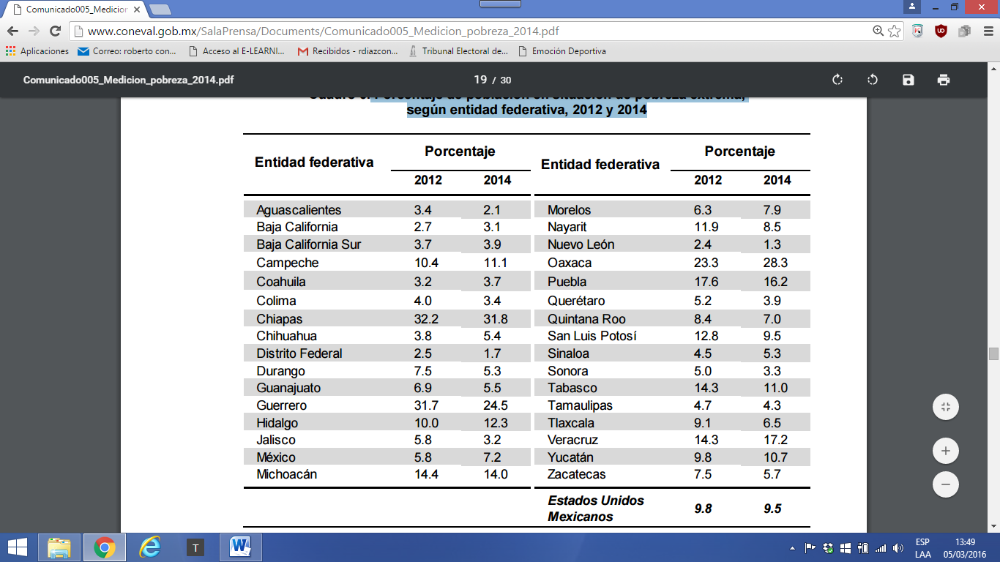 Comunicado005_Medicion
www.coneval.gob.mx/SalaPrensa/Documents/Comunicado005_Medicion_pobreza_2014.pdf
Aplicaciones Correo: roberto con... Acceso al E-LEARNI... Recibidos - rdiazcon... Tribunal Electoral de... Emoción Deportiva
Comunicado005_Medicion_pobreza_2014.pdf 19 / 30
Porcentaje de población en situación de pobreza extrema,
según entidad federativa, 2012 y 2014
Entidad federativa Porcentaje Entidad federativa Porcentaje
2012 2014 2012 2014
Aguascalientes 3.4 2.1 Morelos 6.3 7.9
Baja California 2.7 3.1 Nayarit 11.9 8.5
Baja California Sur 3.7 3.9 Nuevo León 2.4 1.3
Campeche 10.4 11.1 Oaxaca 23.3 28.3
Coahuila 3.2 3.7 Puebla 17.6 16.2
Colima 4.0 3.4 Querétaro 5.2 3.9
Chiapas 32.2 31.8 Quintana Roo 8.4 7.0
Chihuahua 3.8 5.4 San Luis Potosí 12.8 9.5
Distrito Federal 2.5 1.7 Sinaloa 4.5 5.3
Durango 7.5 5.3 Sonora 5.0 3.3
Guanajuato 6.9 5.5 Tabasco 14.3 11.0
Guerrero 31.7 24.5 Tamaulipas 4.7 4.3
Hidalgo 10.0 12.3 Tlaxcala 9.1 6.5
Jalisco 5.8 3.2 Veracruz 14.3 17.2
México 5.8 7.2 Yucatán 9.8 10.7
Michoacán 14.4 14.0 Zacatecas 7.5 5.7
Estados Unidos
Mexicanos 9.8 9.5
T
ESP 13:49
LAA 05/03/2016